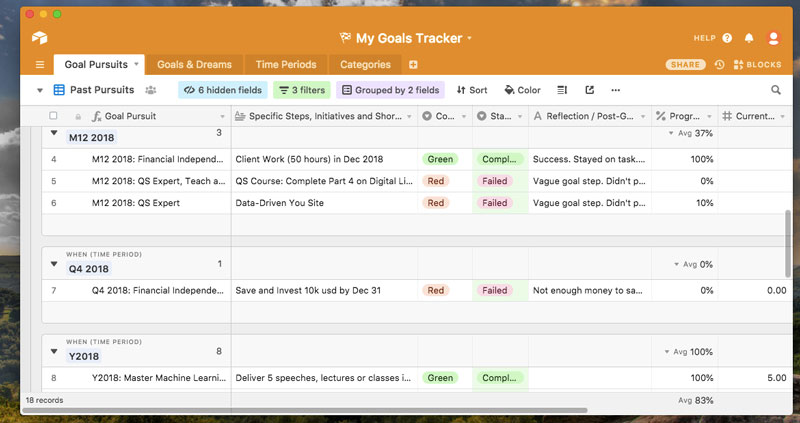 My Goals Tracker
HELP
Goal Pursuits
Goals & Dreams
Time Periods
Categories
SHARE
BLOCKS
Past Pursuits
6 hidden fields
3 filters
Grouped by 2 fields
Sort
Color
Goal Pursuit
Specific Steps, Initiatives and Shor...
Co...
Sta...
Reflection / Post-G...
Progr...
Current...
M12 2018 3 Avg 37%
4 M12 2018: Financial Independ... Client Work (50 hours) in Dec 2018 Green Compl... Success. Stayed on task.... 100%
5 M12 2018: QS Expert, Teach a... QS Course: Complete Part 4 on Digital Li... Red Failed Vague goal step. Didn't p... 0%
6 M12 2018: QS Expert Data-Driven You Site Red Failed Vague goal step. Didn't p... 10%
WHEN (TIME PERIOD)
Q4 2018 1 Avg 0%
7 Q4 2018: Financial Independe... Save and Invest 10k usd by Dec 31 Red Failed Not enough money to sa... 0% 0.00
WHEN (TIME PERIOD)
Y2018 8 Avg 100%
8 Y2018: Master Machine Learni... Deliver 5 speeches, lectures or classes i... Green Compl... 100% 5.00
18 records Avg 83%